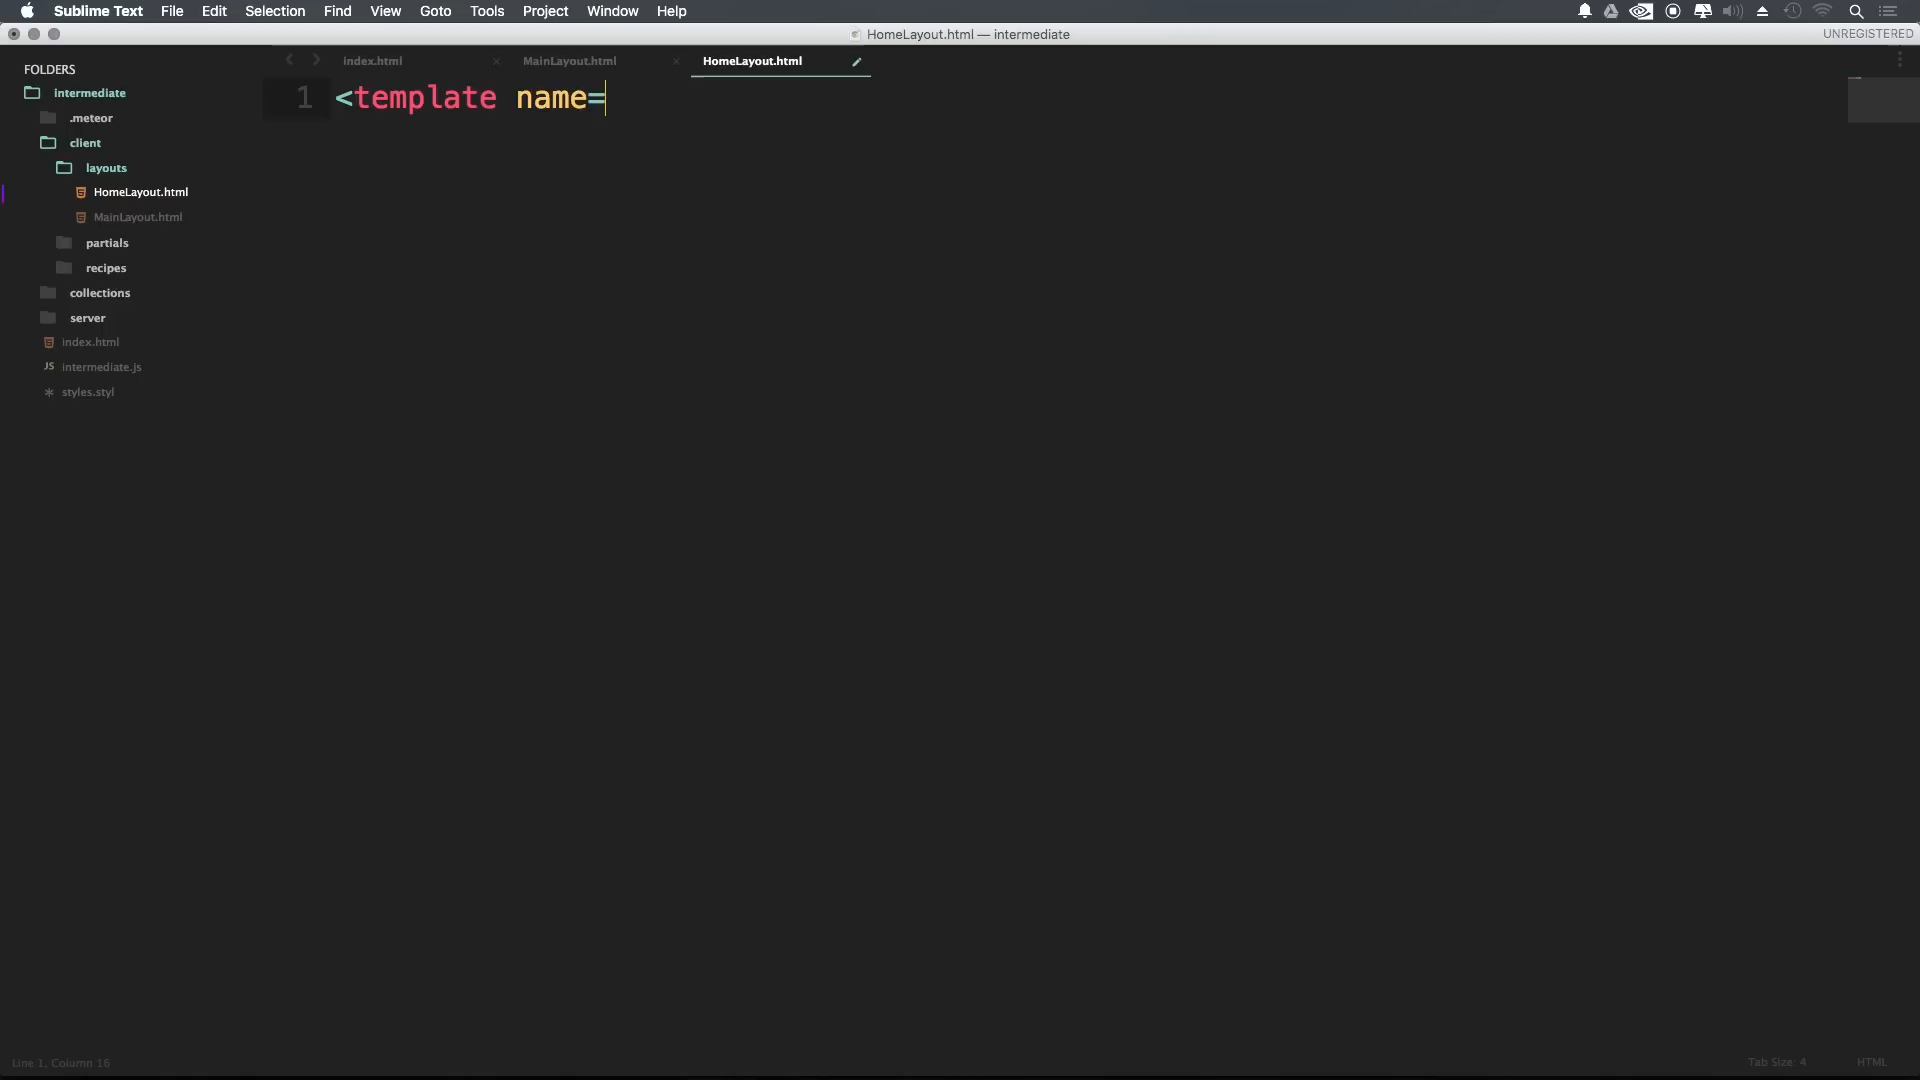 Sublime Text File Edit Selection Find View Goto Tools Project Window Help
HomeLayout.html — intermediate
UNREGISTERED
FOLDERS
intermediate
.meteor
client
layouts
HomeLayout.html
MainLayout.html
partials
recipes
collections
server
index.html
JS intermediate.js
styles.styl
index.html MainLayout.html HomeLayout.html
1 <template name=
Line 1, Column 16
Tab Size: 4 HTML